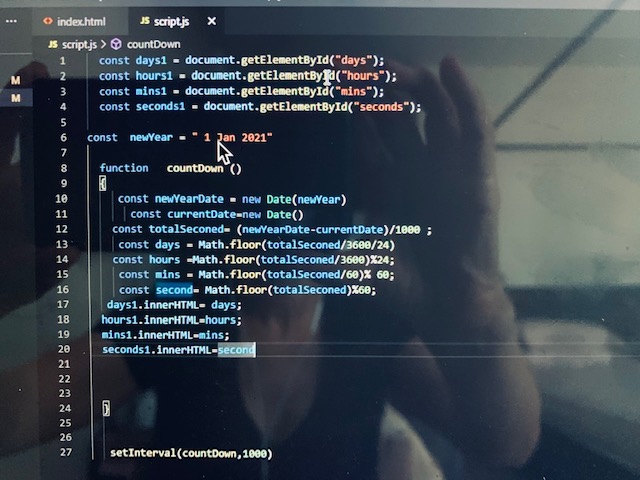 ... index.html JS script.js ×
JS script.js > countDown
M
M
1 const days1 = document.getElementById("days");
2 const hours1 = document.getElementById("hours");
3 const mins1 = document.getElementById("mins");
4 const seconds1 = document.getElementById("seconds");
5
6 const newYear = " 1 Jan 2021"
7
8 function countDown ()
9 {
10 const newYearDate = new Date(newYear)
11 const currentDate=new Date()
12 const totalSeconed= (newYearDate-currentDate)/1000 ;
13 const days = Math.floor(totalSeconed/3600/24)
14 const hours =Math.floor(totalSeconed/3600)%24;
15 const mins = Math.floor(totalSeconed/60)% 60;
16 const second= Math.floor(totalSeconed)%60;
17 days1.innerHTML= days;
18 hours1.innerHTML=hours;
19 mins1.innerHTML=mins;
20 seconds1.innerHTML=second
21
22
23
24 }
25
26
27 setInterval(countDown,1000)